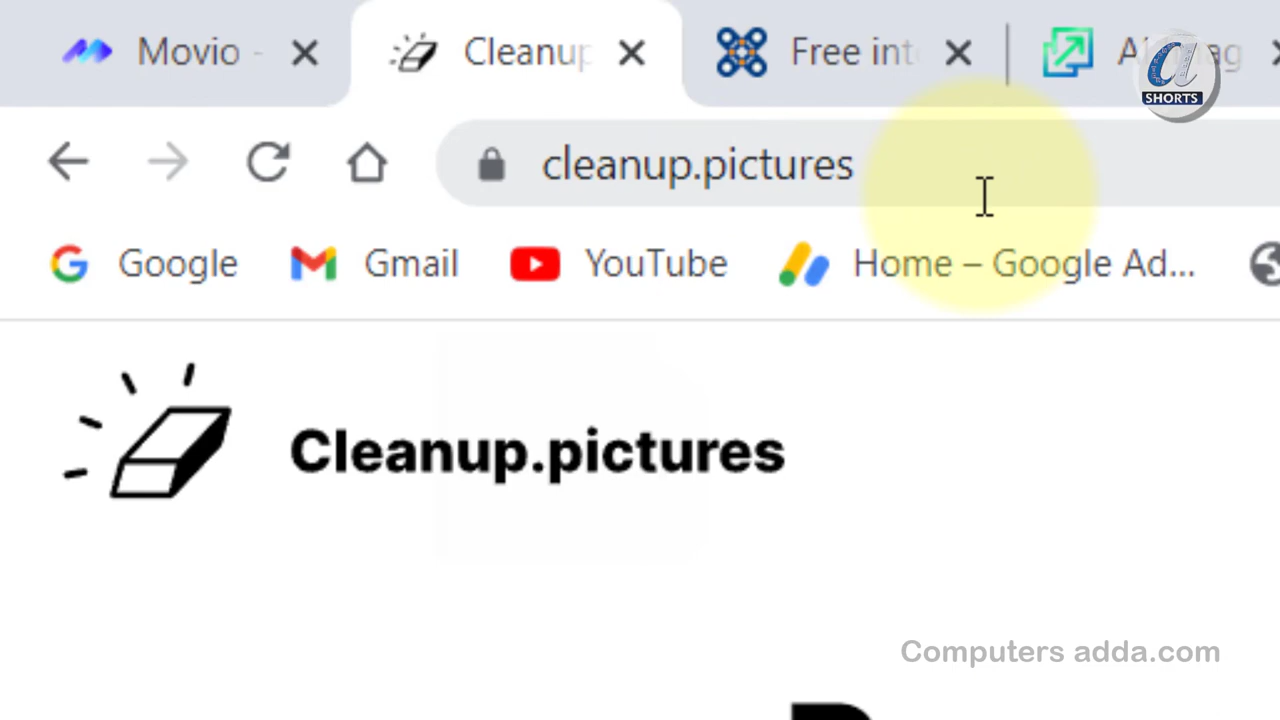 Movio -
Cleanup
Free int
SHORTS
cleanup.pictures
Google
Gmail
YouTube
Home – Google Ad...
Cleanup.pictures
Computers adda.com